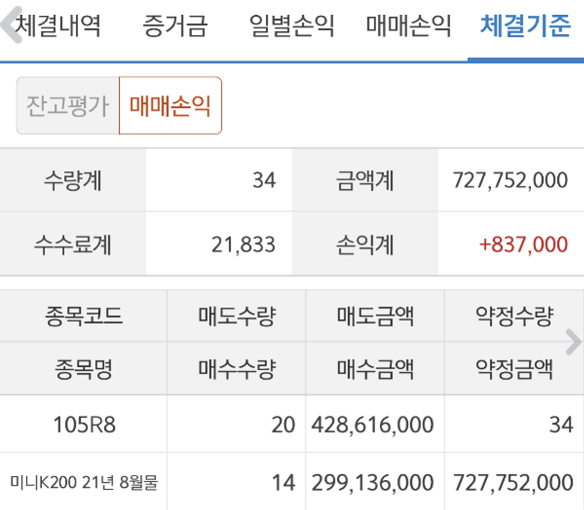 체결내역 증거금 일별손익 매매손익 체결기준
잔고평가 매매손익
수량계 34 금액계 727,752,000
수수료계 21,833 손익계 +837,000
종목코드 매도수량 매도금액 약정수량
종목명 매수수량 매수금액 약정금액
105R8 20 428,616,000 34
미니K200 21년 8월물 14 299,136,000 727,752,000